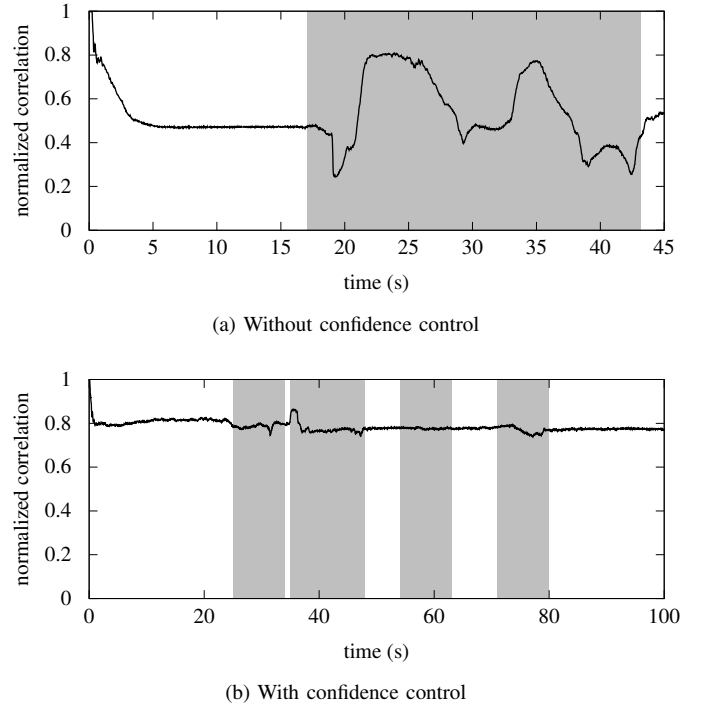 1
0.8
0.6
0.4
0.2
0
normalized correlation
0 5 10 15 20 25 30 35 40 45
time (s)
(a) Without confidence control
1
0.8
0.6
0.4
0.2
0
normalized correlation
0 20 40 60 80 100
time (s)
(b) With confidence control